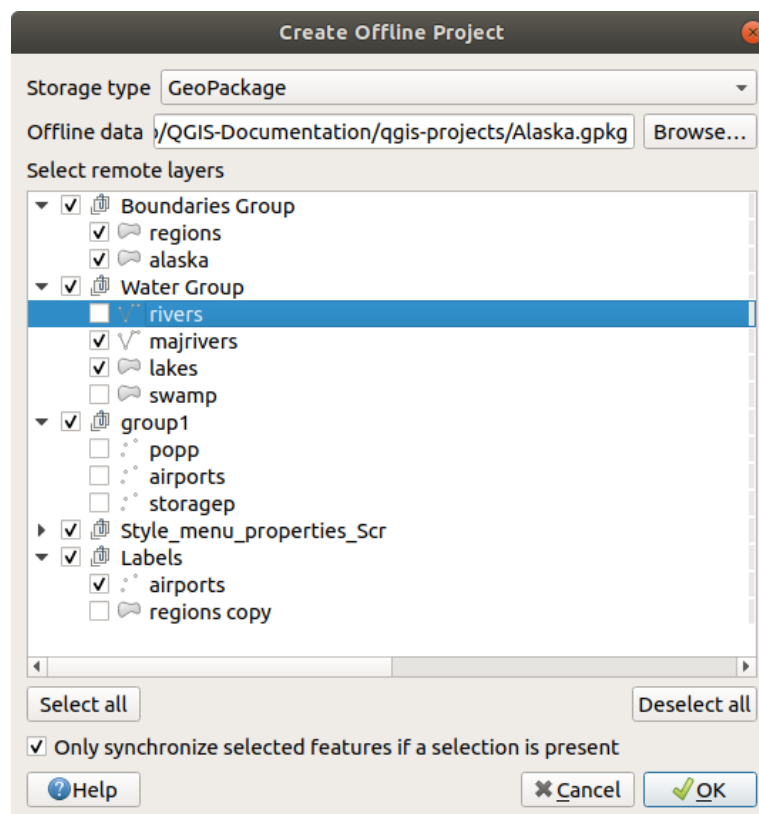 Create Offline Project
Storage type GeoPackage
Offline data /QGIS-Documentation/qgis-projects/Alaska.gpkg Browse...
Select remote layers
Boundaries Group
regions
alaska
Water Group
rivers
majrivers
lakes
swamp
group1
popp
airports
storagep
Style_menu_properties_Scr
Labels
airports
regions copy
Select all Deselect all
Only synchronize selected features if a selection is present
Help Cancel OK